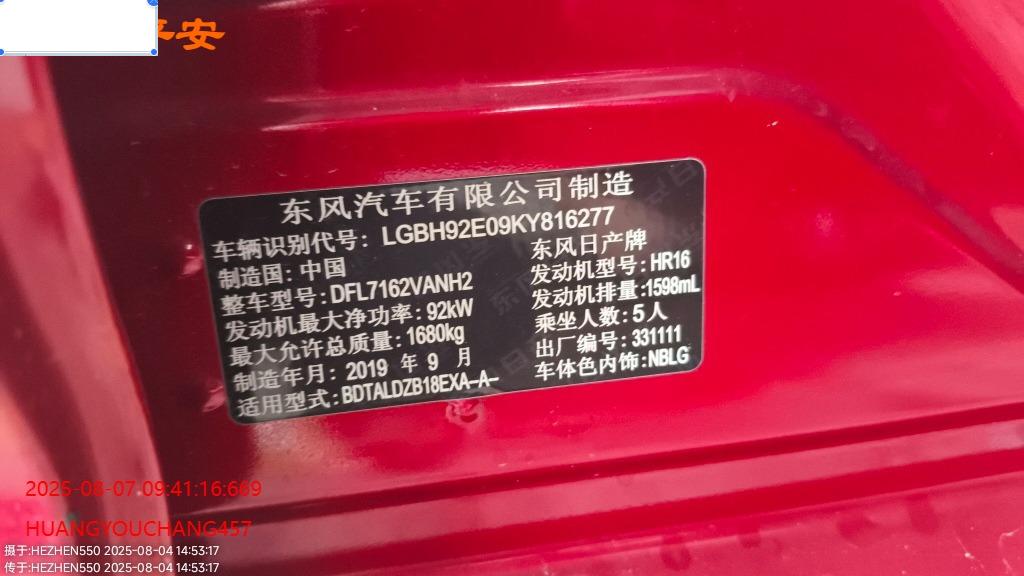 平安
东风汽车有限公司制造
车辆识别代号: LGBH92E09KY816277
制造国: 中国 东风日产牌
整车型号: DFL7162VANH2 发动机型号: HR16
发动机最大净功率: 92kW 发动机排量: 1598mL
最大允许总质量: 1680kg 乘坐人数: 5人
制造年月: 2019 年 9 月 出厂编号: 331111
适用型式: BDTALDZB18EXA-A- 车体色内饰: NBLG
2025-08-07 09:41:16:669
HUANGYOUCHANG457
摄于:HEZHEN550 2025-08-04 14:53:17
传于:HEZHEN550 2025-08-04 14:53:17